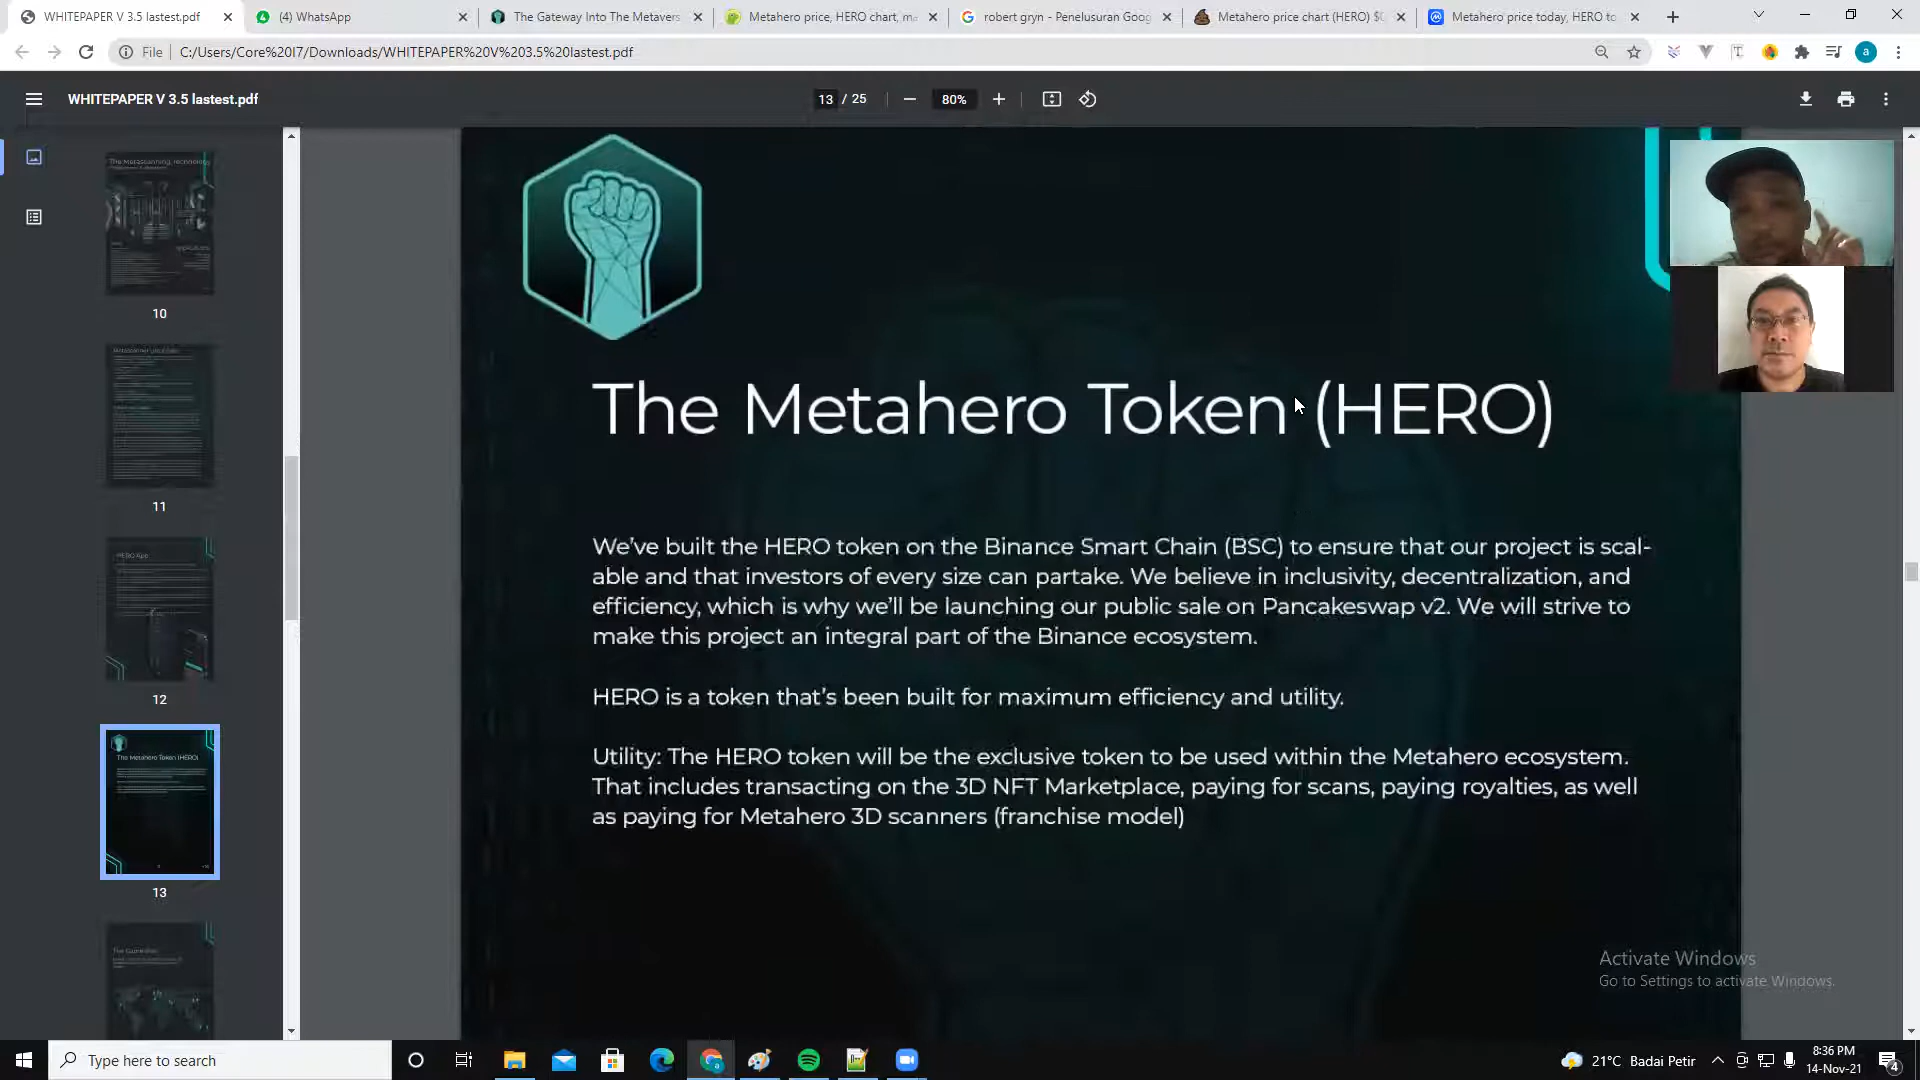 WHITEPAPER V 3.5 lastest.pdf
(4) WhatsApp
The Gateway Into The Metavers
Metahero price, HERO chart, ma
robert gryn - Penelusuran Goog
Metahero price chart (HERO) $0
Metahero price today, HERO to
File C:/Users/Core%20I7/Downloads/WHITEPAPER%20V%203.5%20lastest.pdf
a
WHITEPAPER V 3.5 lastest.pdf
13 / 25
80%
10
11
HERO App
12
The Metahero Token (HERO)
13
The Metahero Token (HERO)
We've built the HERO token on the Binance Smart Chain (BSC) to ensure that our project is scal-
able and that investors of every size can partake. We believe in inclusivity, decentralization, and
efficiency, which is why we'll be launching our public sale on Pancakeswap v2. We will strive to
make this project an integral part of the Binance ecosystem.
HERO is a token that's been built for maximum efficiency and utility.
Utility: The HERO token will be the exclusive token to be used within the Metahero ecosystem.
That includes transacting on the 3D NFT Marketplace, paying for scans, paying royalties, as well
as paying for Metahero 3D scanners (franchise model)
Activate Windows
Go to Settings to activate Windows.
Type here to search
21°C Badai Petir
8:36 PM
14-Nov-21
4